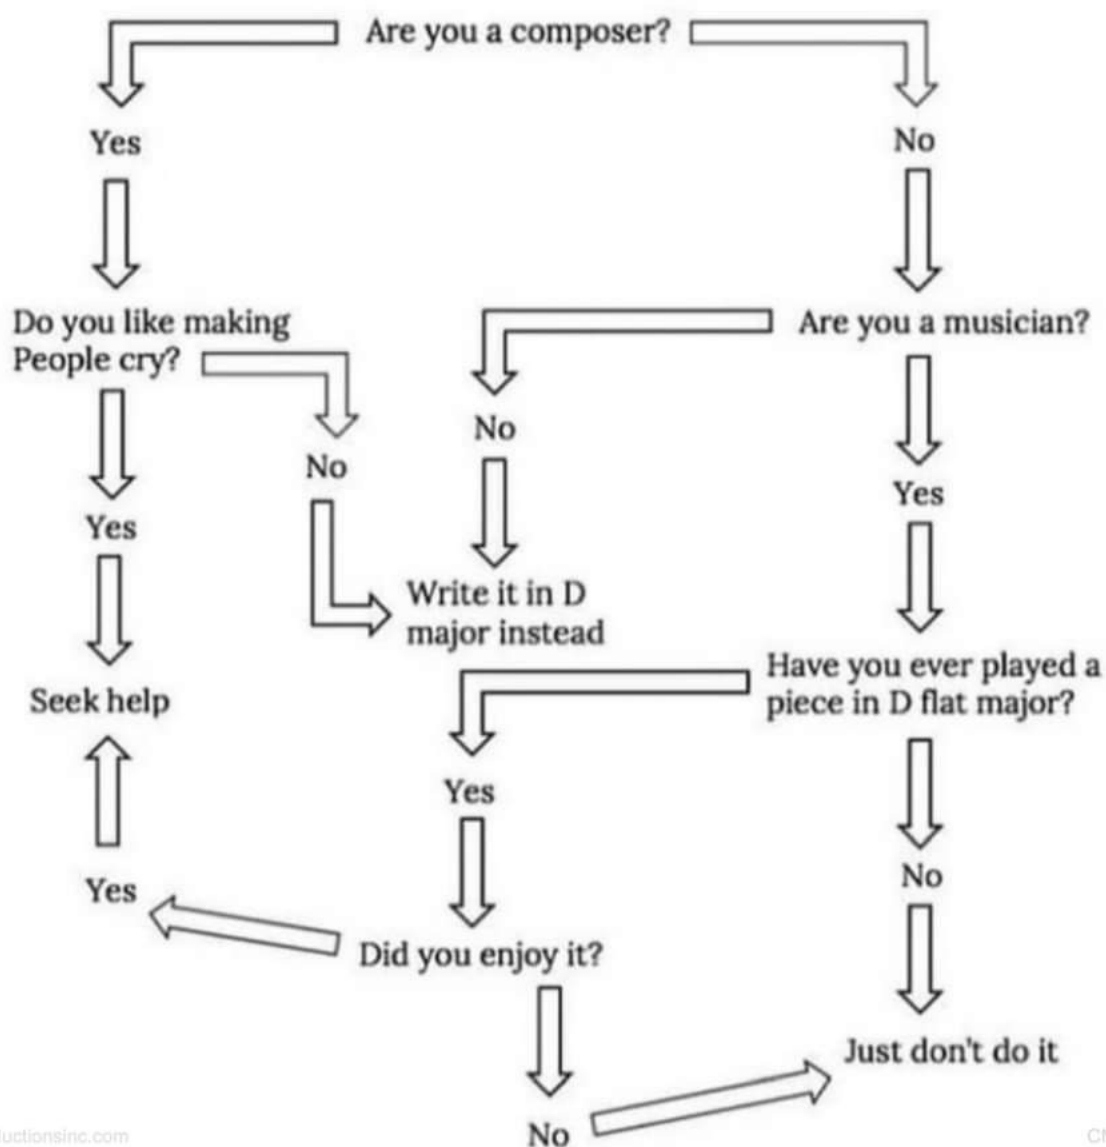 Are you a composer?
Yes
No
Do you like making
People cry?
Are you a musician?
No
No
Yes
Yes
Write it in D
major instead
Have you ever played a
piece in D flat major?
Seek help
Yes
No
Yes
Did you enjoy it?
Just don't do it
No
uctionsinc.com